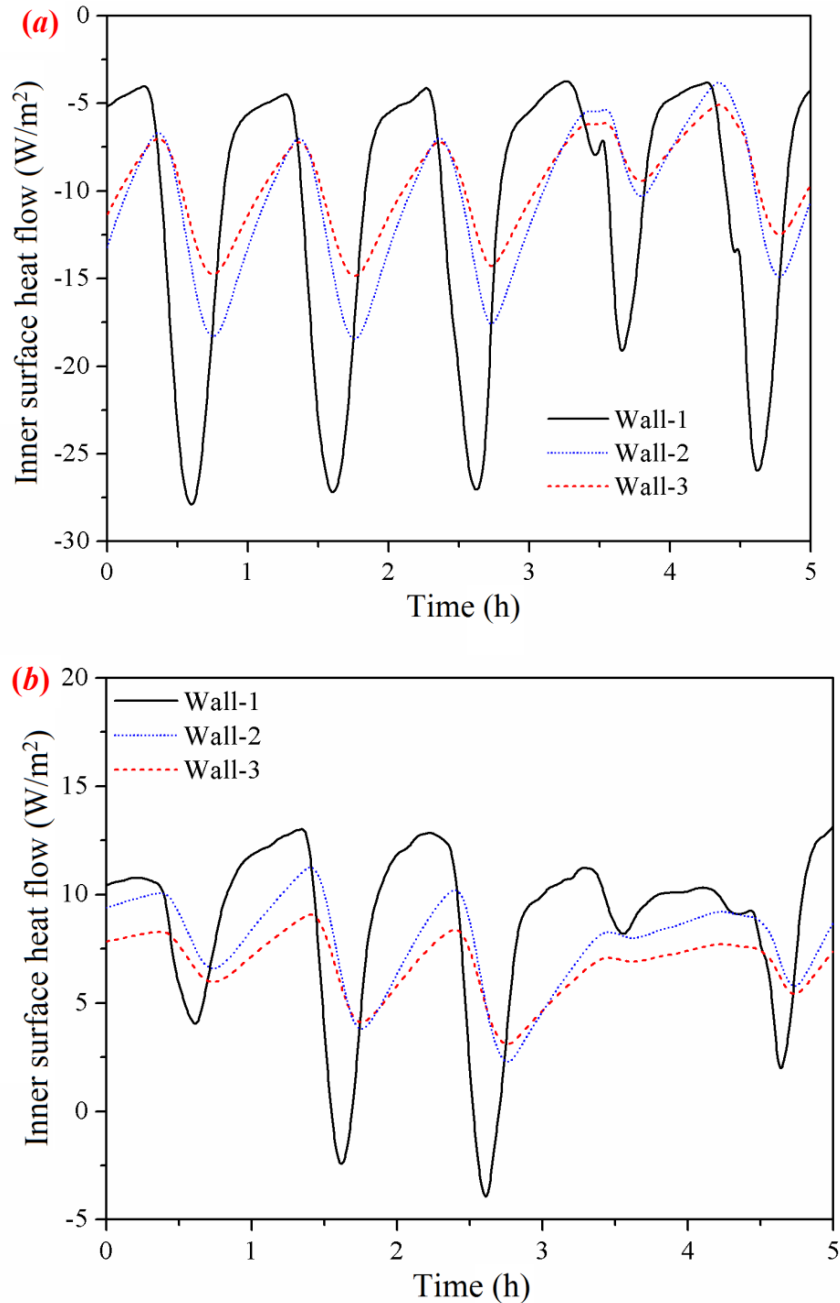 (a)
Inner surface heat flow (W/m²)
0
-5
-10
-15
-20
-25
-30
Wall-1
Wall-2
Wall-3
0 1 2 3 4 5
Time (h)
(b)
Inner surface heat flow (W/m²)
20
15
10
5
0
-5
Wall-1
Wall-2
Wall-3
0 1 2 3 4 5
Time (h)